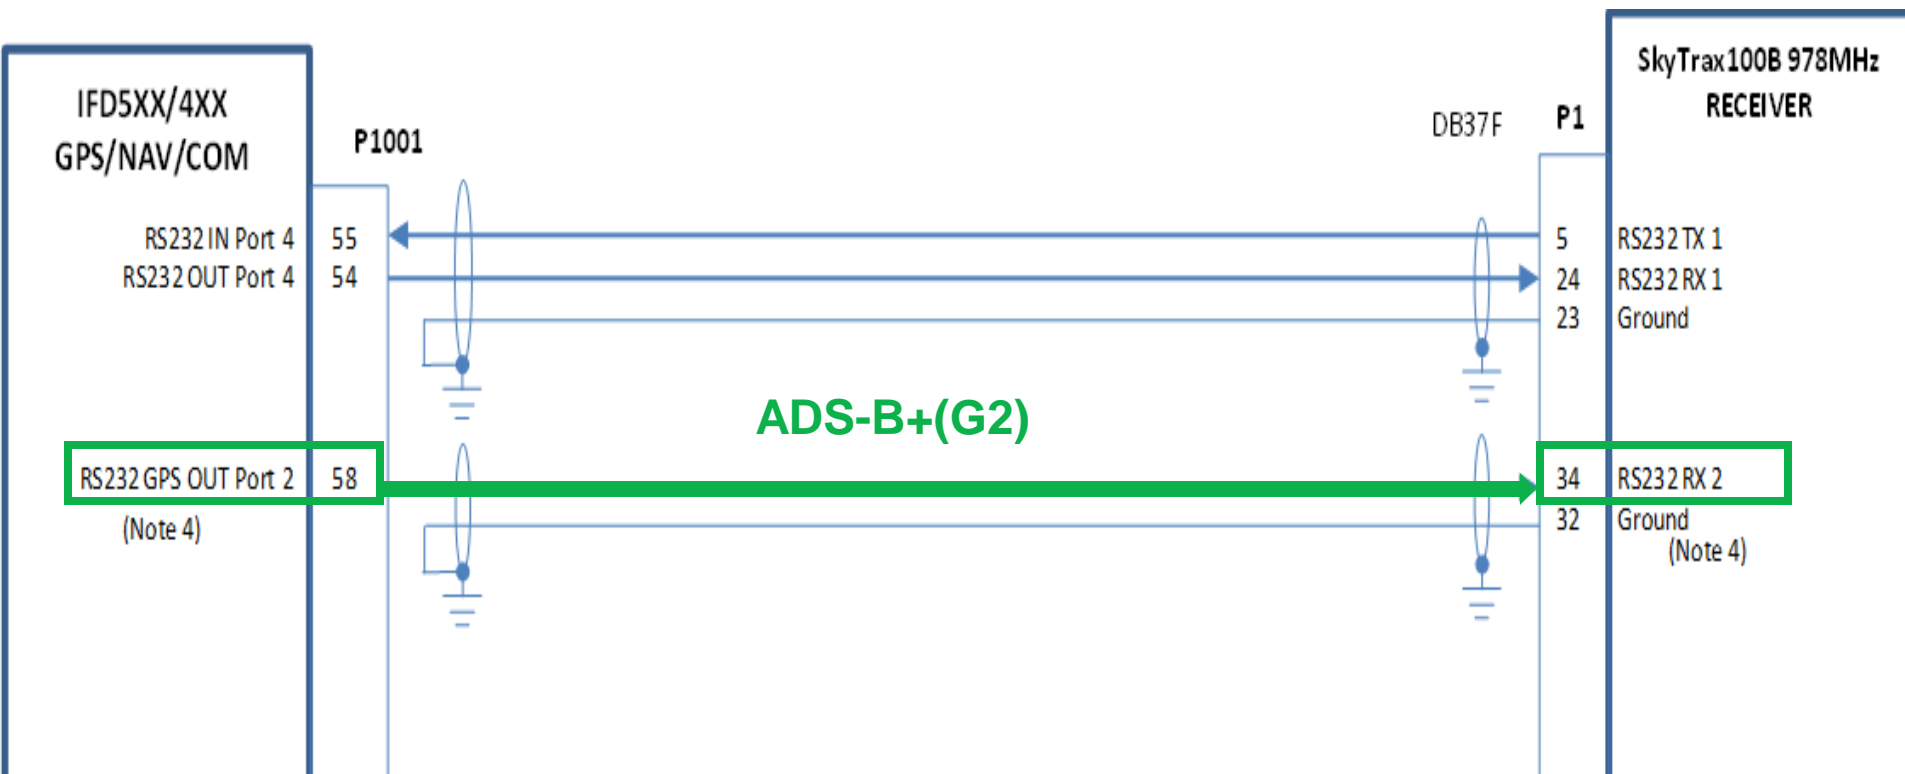 IFD5XX/4XX
GPS/NAV/COM
P1001
RS232 IN Port 4 55
RS232 OUT Port 4 54
RS232 GPS OUT Port 2 58
(Note 4)
ADS-B+(G2)
SkyTrax100B 978MHz
RECEIVER
DB37F P1
5 RS232 TX 1
24 RS232 RX 1
23 Ground
34 RS232 RX 2
32 Ground
(Note 4)